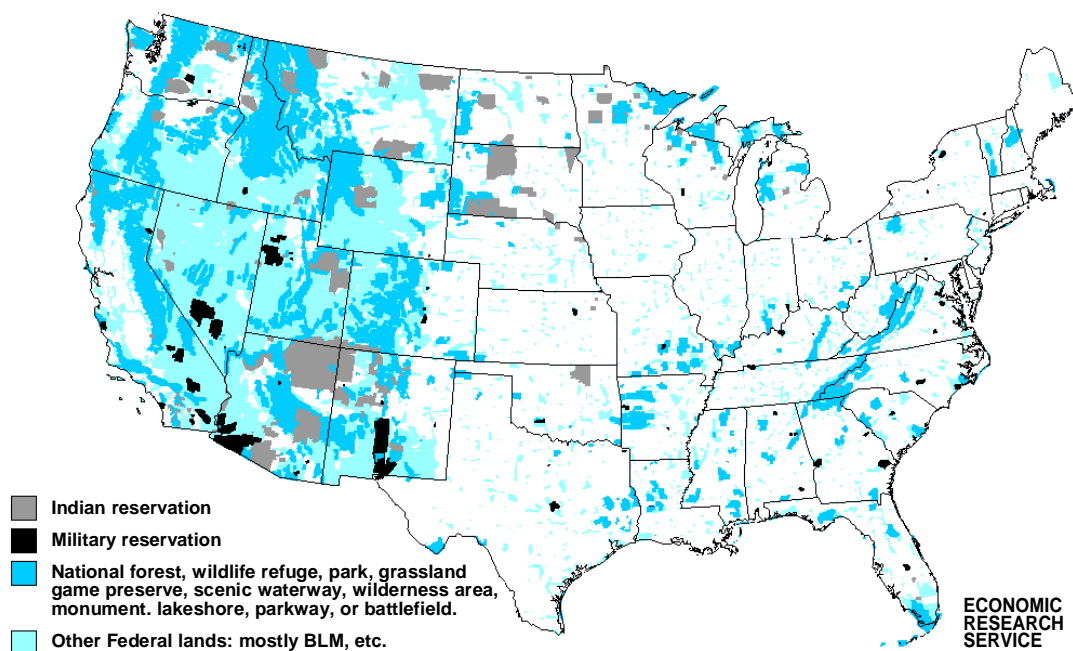 Indian reservation
Military reservation
National forest, wildlife refuge, park, grassland
game preserve, scenic waterway, wilderness area,
monument. lakeshore, parkway, or battlefield.
Other Federal lands: mostly BLM, etc.
ECONOMIC
RESEARCH
SERVICE